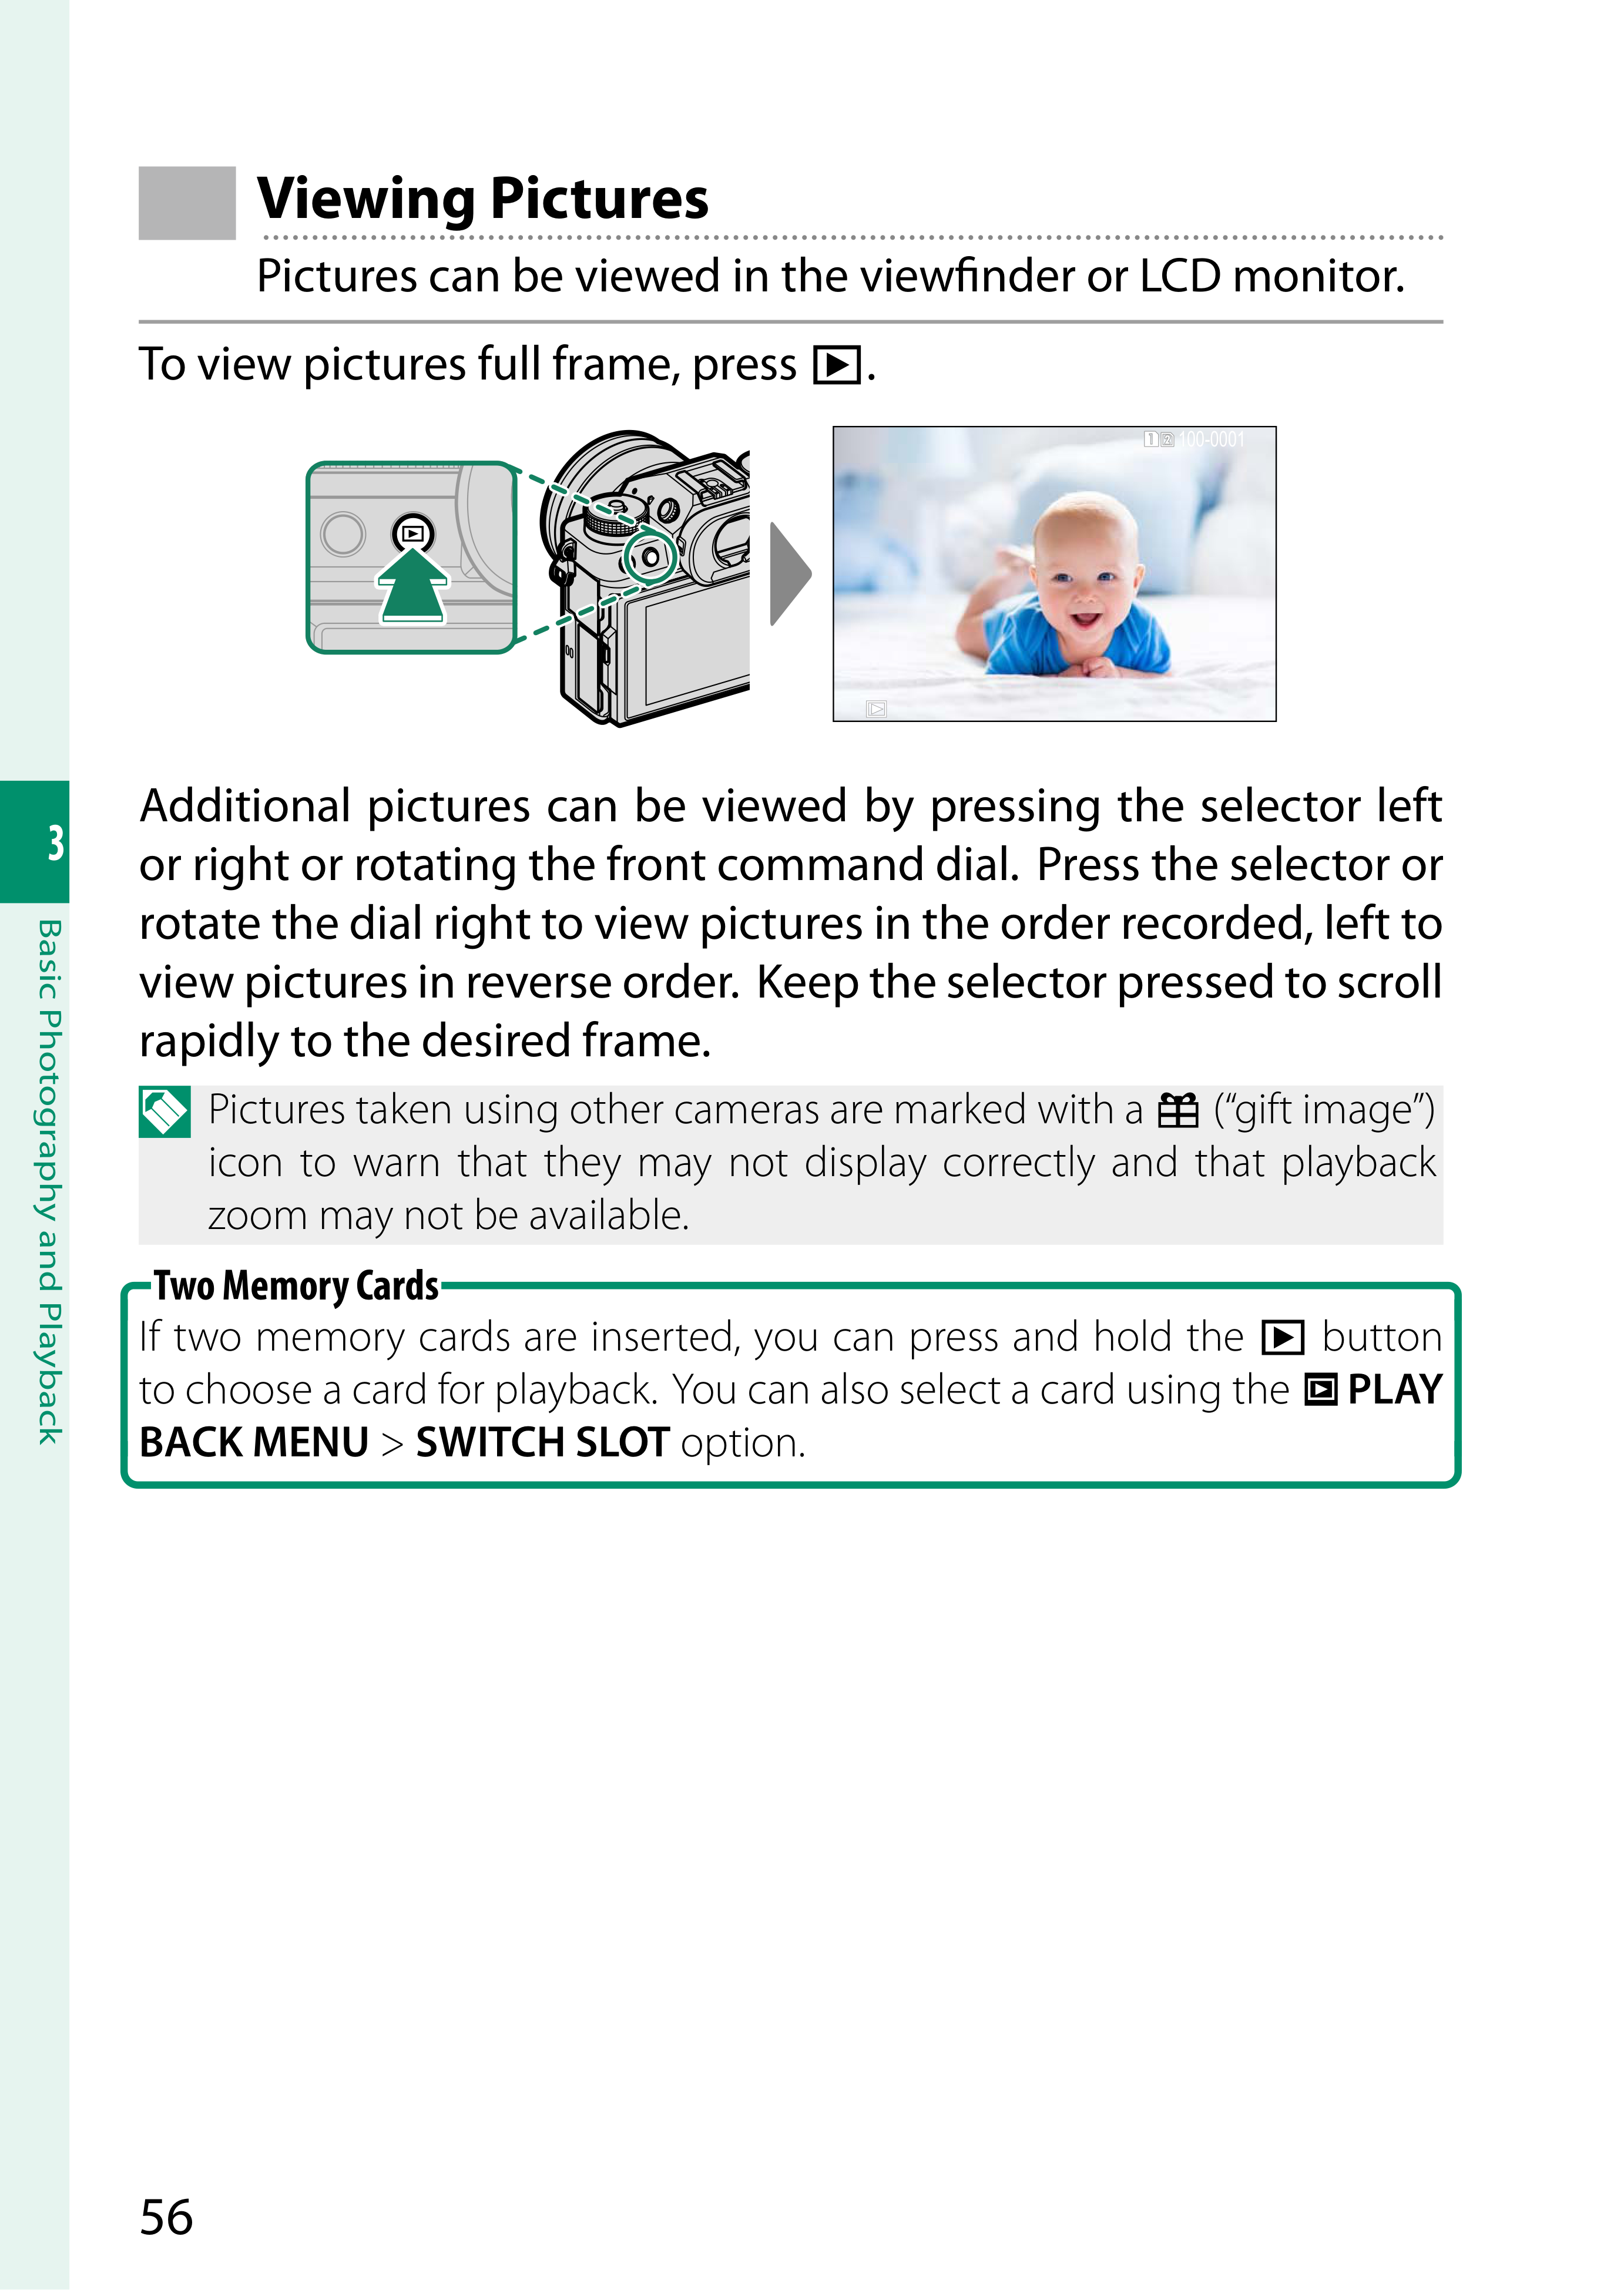 Viewing Pictures
Pictures can be viewed in the viewfinder or LCD monitor.
To view pictures full frame, press ▶.
100-0001
Additional pictures can be viewed by pressing the selector left
or right or rotating the front command dial. Press the selector or
rotate the dial right to view pictures in the order recorded, left to
view pictures in reverse order. Keep the selector pressed to scroll
rapidly to the desired frame.
Pictures taken using other cameras are marked with a (“gift image”)
icon to warn that they may not display correctly and that playback
zoom may not be available.
Two Memory Cards
If two memory cards are inserted, you can press and hold the ▶ button
to choose a card for playback. You can also select a card using the PLAY
BACK MENU > SWITCH SLOT option.
3
Basic Photography and Playback
56